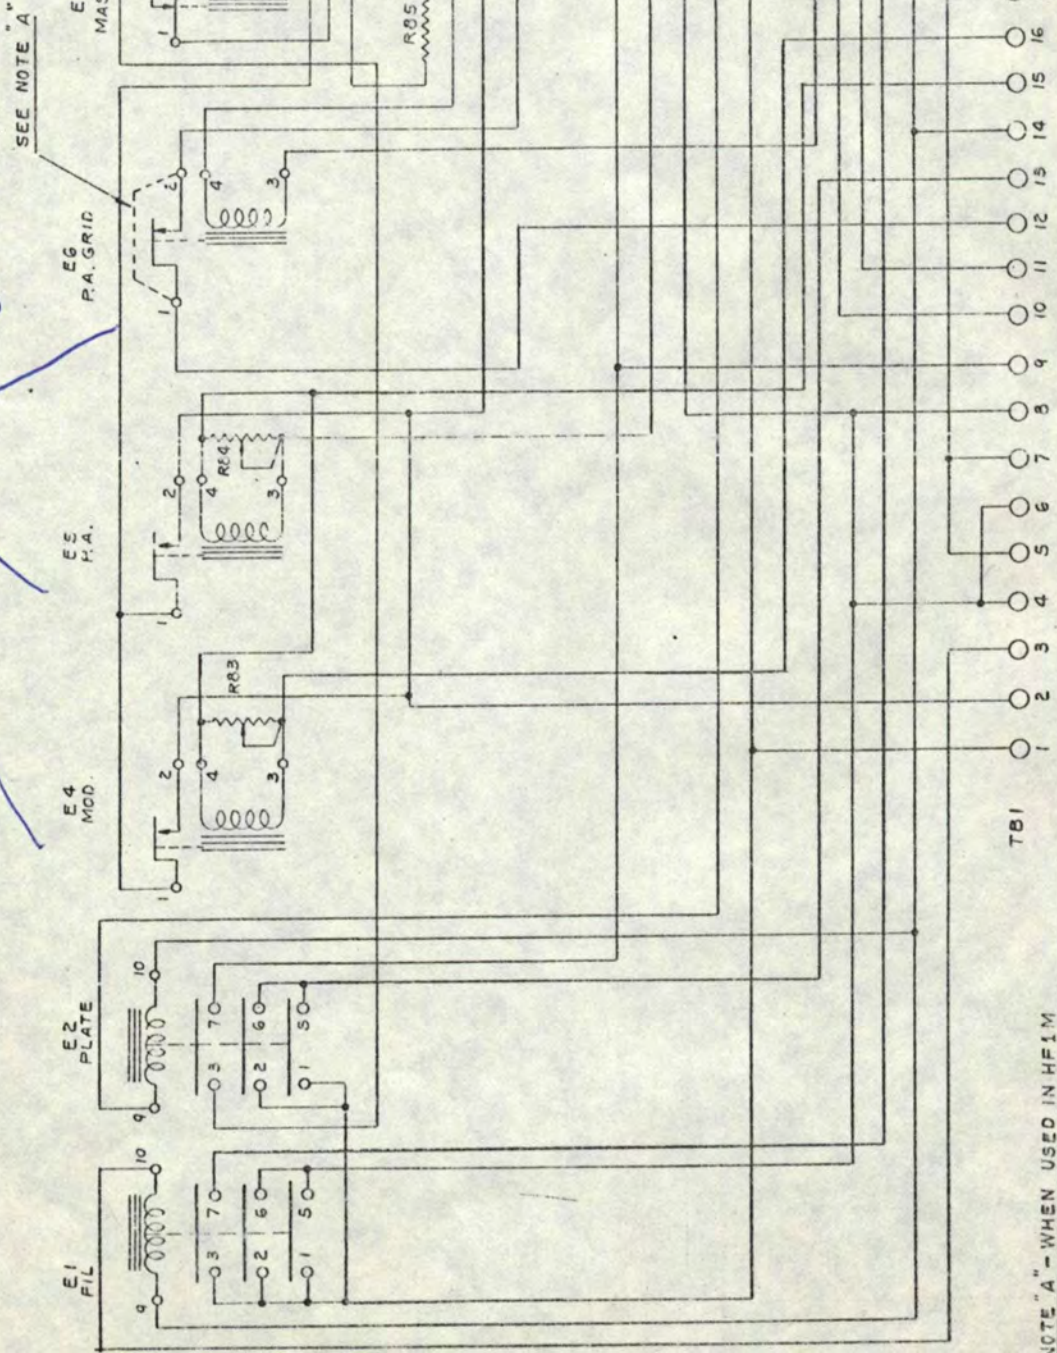 SEE NOTE "A"
E1
FIL
9
10
3 7
2 6
1 5
E2
PLATE
9
10
3 7
2 6
1 5
E4
MOD.
1
2
4
3
R83
E5
P.A.
1
2
4
3
R84
E6
P.A. GRID
1
2
4
3
E
MAS
1
R85
TB1
1 2 3 4 5 6 7 8 9 10 11 12 13 14 15 16
NOTE "A" - WHEN USED IN HF1M